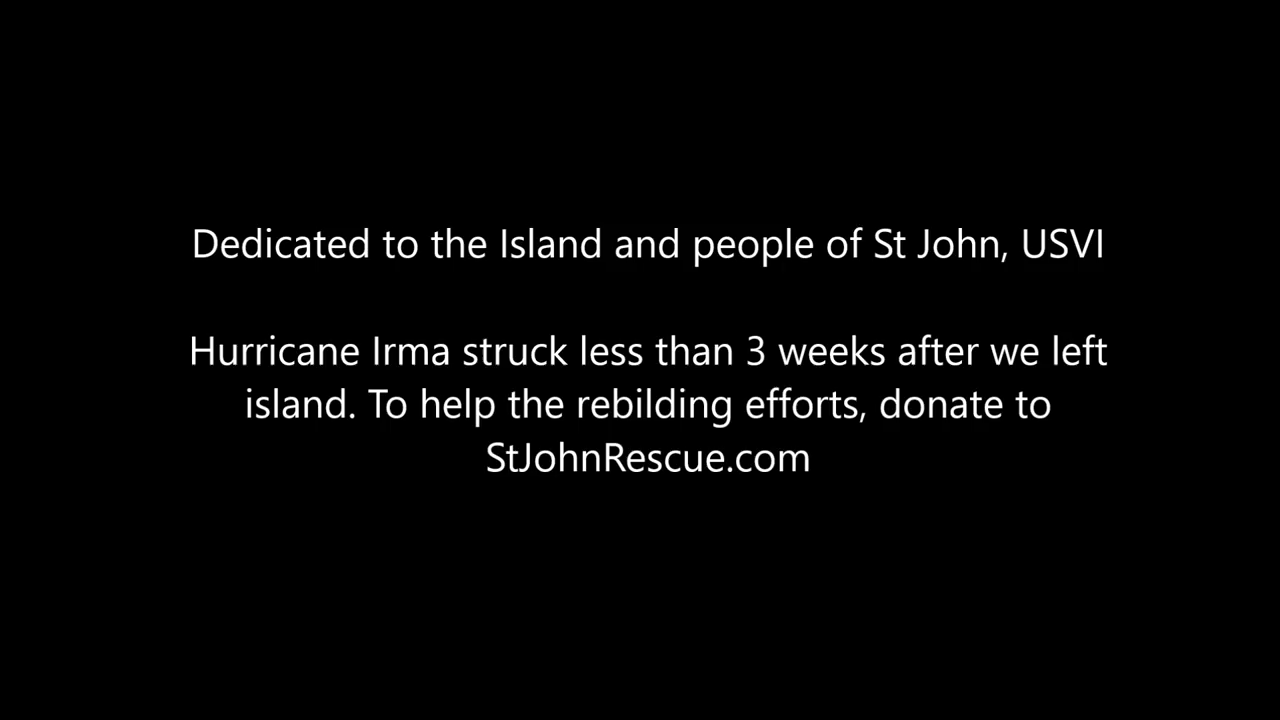 Dedicated to the Island and people of St John, USVI
Hurricane Irma struck less than 3 weeks after we left
island. To help the rebilding efforts, donate to
StJohnRescue.com